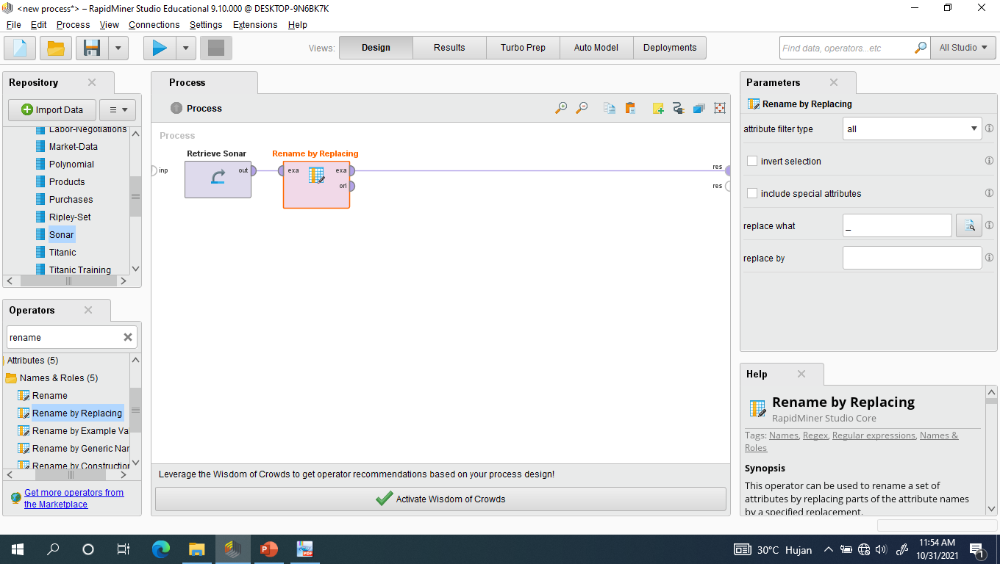 <new process*> – RapidMiner Studio Educational 9.10.000 @ DESKTOP-9N6BK7K
File Edit Process View Connections Settings Extensions Help
Views: Design Results Turbo Prep Auto Model Deployments Find data, operators...etc All Studio
Repository
Import Data
Labor-Negotiations
Market-Data
Polynomial
Products
Purchases
Ripley-Set
Sonar
Titanic
Titanic Training
Operators
rename
Attributes (5)
Names & Roles (5)
Rename
Rename by Replacing
Rename by Example Va
Rename by Generic Nar
Rename by Construction
Get more operators from
the Marketplace
Process
Process
Process
Retrieve Sonar Rename by Replacing
inp out exa exa res
ori res
Leverage the Wisdom of Crowds to get operator recommendations based on your process design!
Activate Wisdom of Crowds
Parameters
Rename by Replacing
attribute filter type all
invert selection
include special attributes
replace what _
replace by
Help
Rename by Replacing
RapidMiner Studio Core
Tags: Names, Regex, Regular expressions, Names &
Roles
Synopsis
This operator can be used to rename a set of
attributes by replacing parts of the attribute names
by a specified replacement.
30°C Hujan
11:54 AM
10/31/2021
1